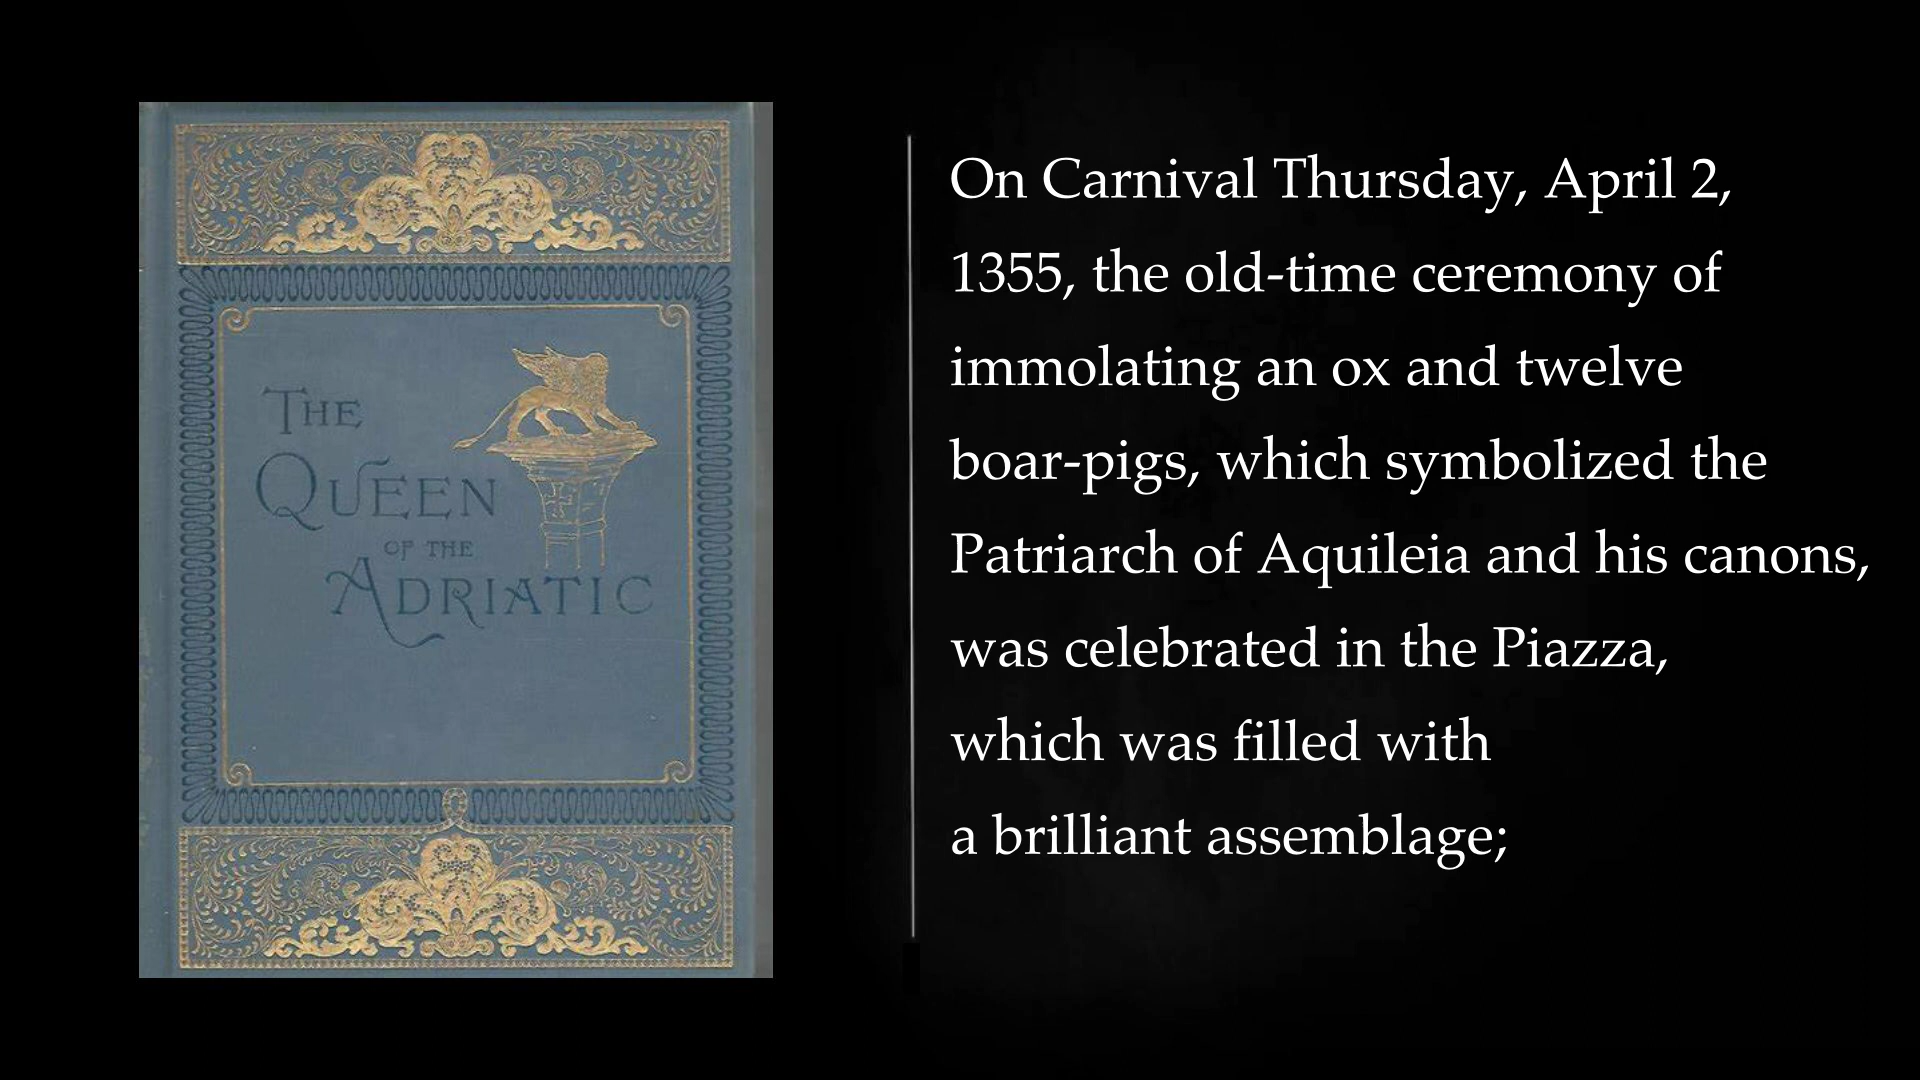 THE
QUEEN
OF THE
ADRIATIC
On Carnival Thursday, April 2,
1355, the old-time ceremony of
immolating an ox and twelve
boar-pigs, which symbolized the
Patriarch of Aquileia and his canons,
was celebrated in the Piazza,
which was filled with
a brilliant assemblage;